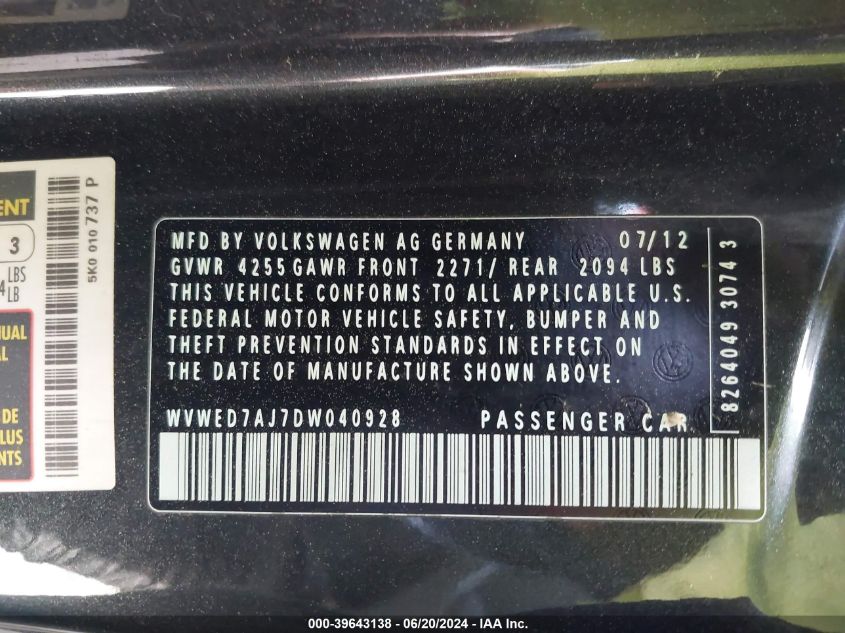 ENT
3
4 LBS
LB
5K0 010 737 P
UAL
AL
DE
PLUS
ENTS
MFD BY VOLKSWAGEN AG GERMANY 07/12
GVWR 4255 GAWR FRONT 2271/ REAR 2094 LBS
THIS VEHICLE CONFORMS TO ALL APPLICABLE U.S.
FEDERAL MOTOR VEHICLE SAFETY, BUMPER AND
THEFT PREVENTION STANDARDS IN EFFECT ON
THE DATE OF MANUFACTURE SHOWN ABOVE.
WVWED7AJ7DW040928 PASSENGER CAR
8264049 3074 3
000-39643138 - 06/20/2024 - IAA Inc.